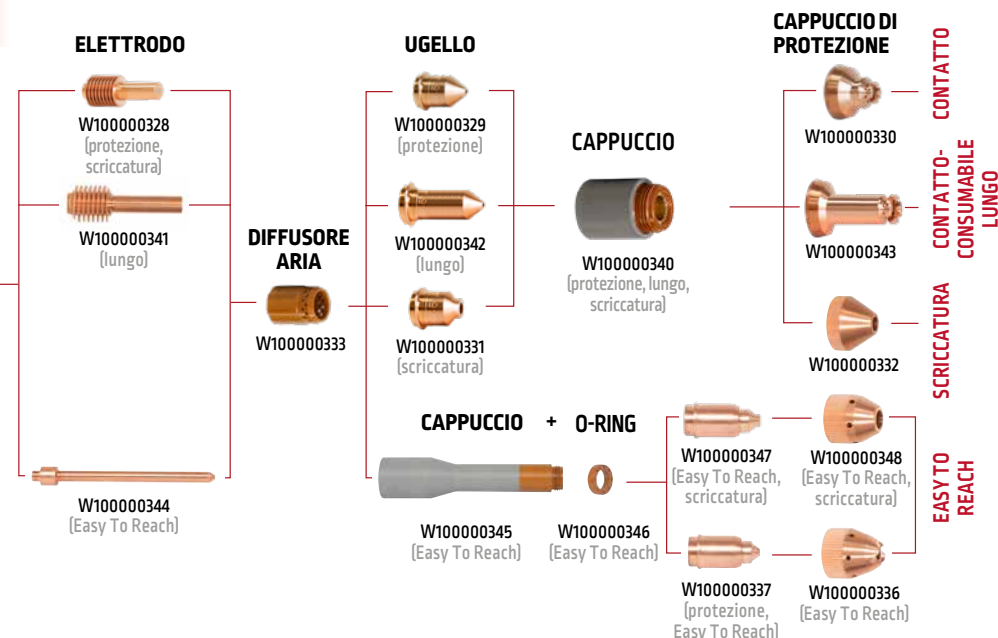 ELETTRODO
W100000328
(protezione,
scriccatura)
W100000341
(lungo)
W100000344
(Easy To Reach)
DIFFUSORE
ARIA
W100000333
UGELLO
W100000329
(protezione)
W100000342
(lungo)
W100000331
(scriccatura)
CAPPUCCIO
W100000340
(protezione, lungo,
scriccatura)
CAPPUCCIO DI
PROTEZIONE
W100000330
W100000343
W100000332
CONTATTO
CONTATTO-
CONSUMABILE
LUNGO
SCRICCATURA
CAPPUCCIO + O-RING
W100000345
(Easy To Reach)
W100000346
(Easy To Reach)
W100000347
(Easy To Reach,
scriccatura)
W100000348
(Easy To Reach,
scriccatura)
W100000337
(protezione,
Easy To Reach)
W100000336
(Easy To Reach)
EASY TO
REACH